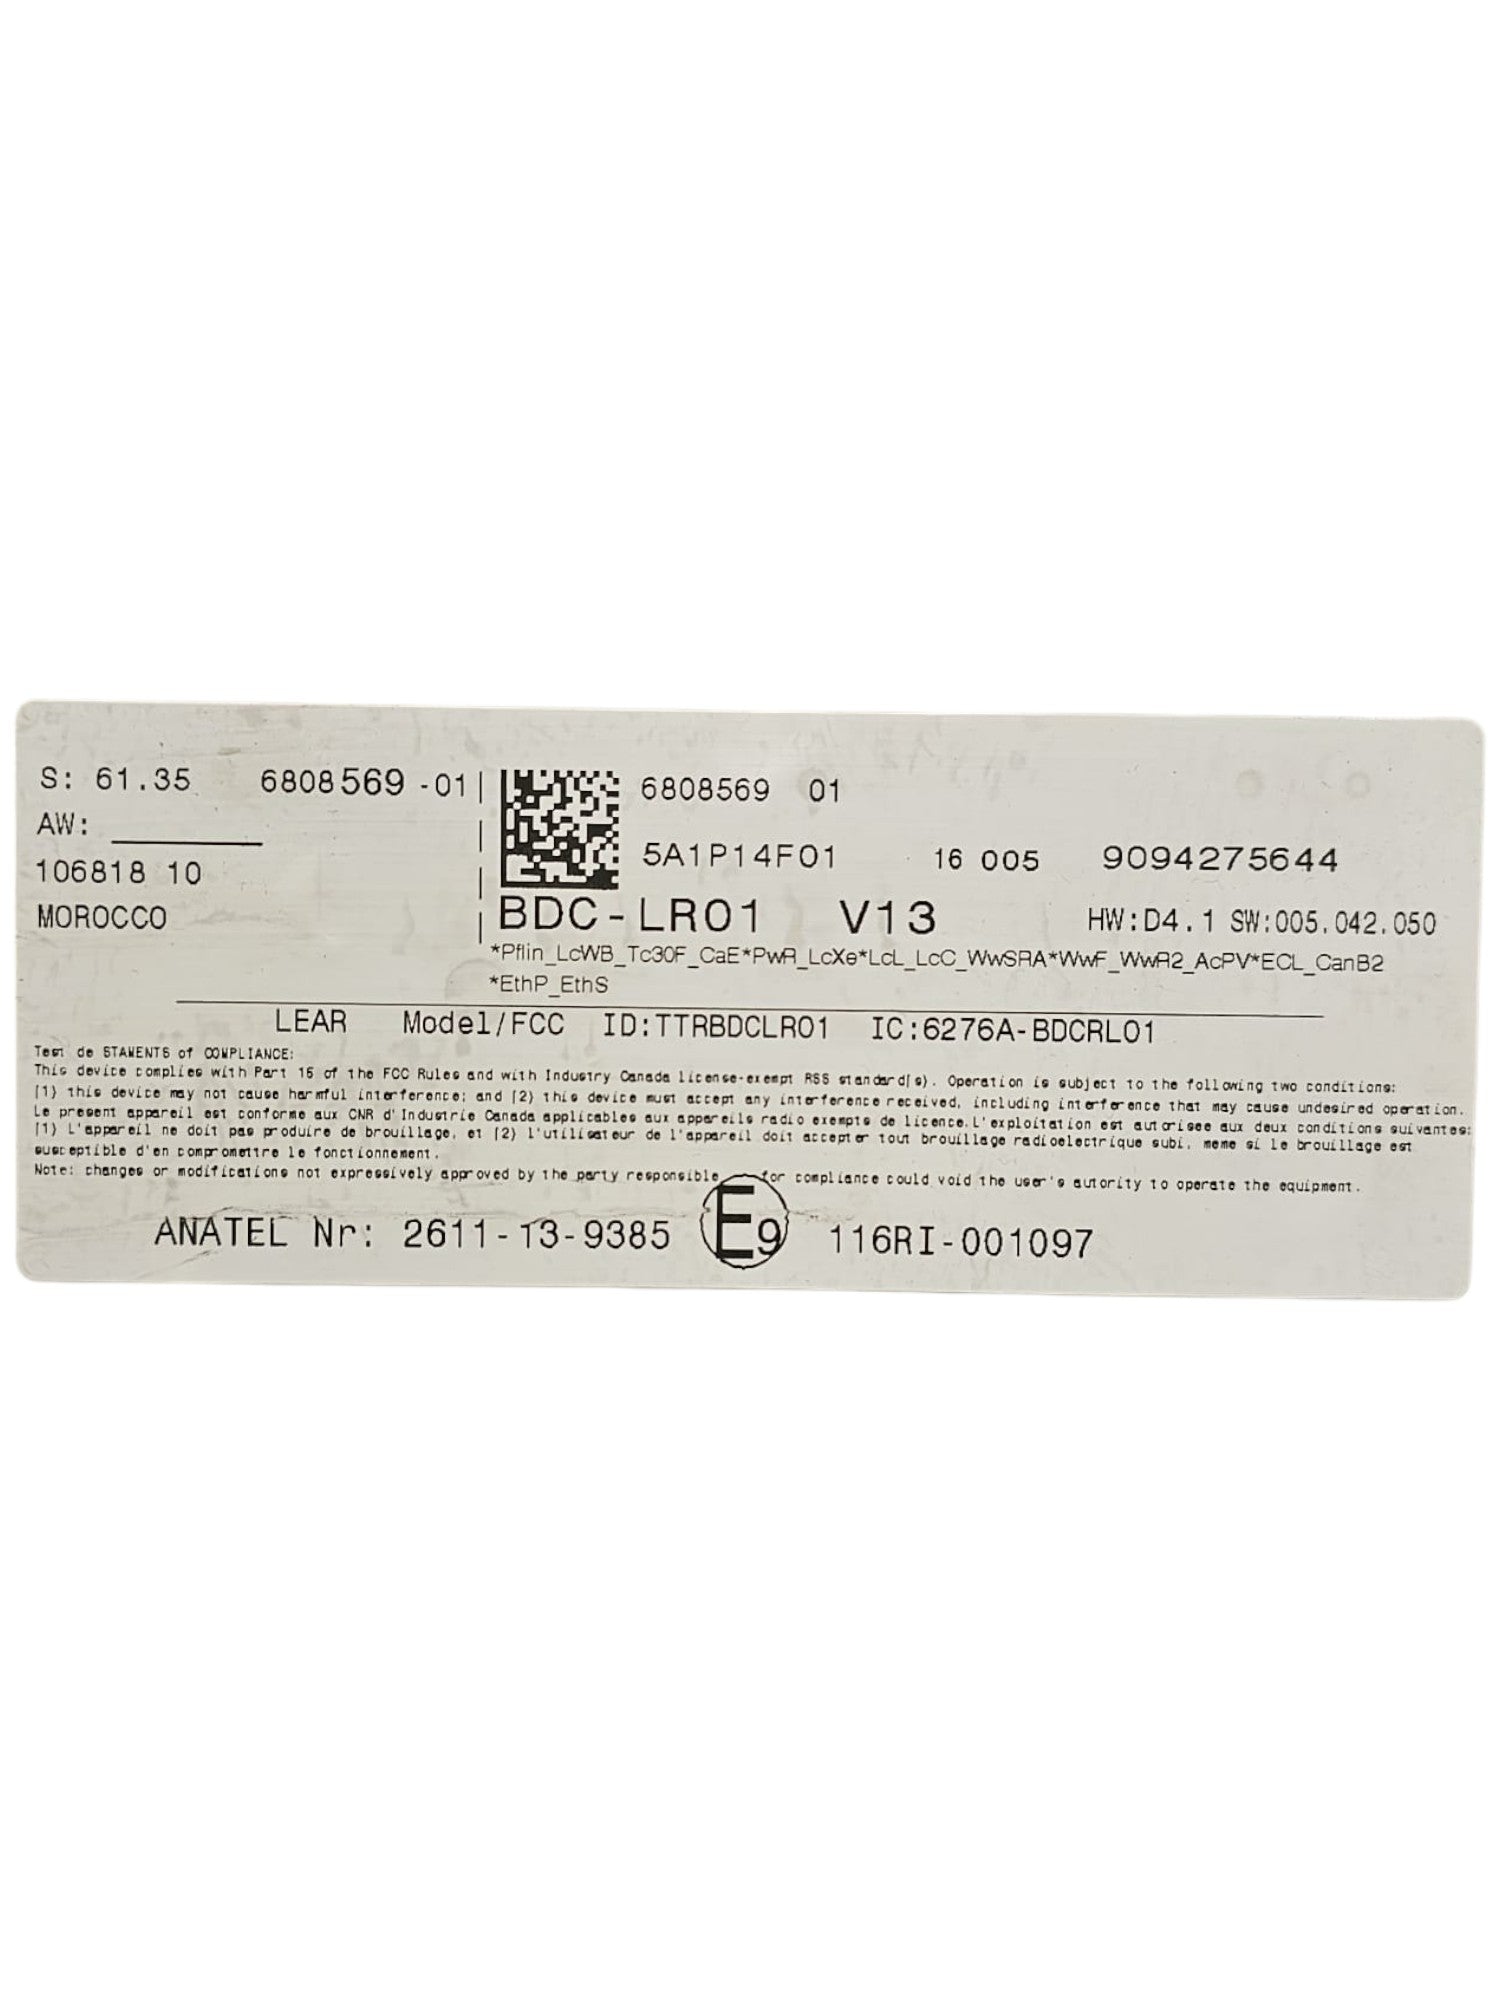 S: 61.35 6808569 -01
AW:
106818 10
MOROCCO
6808569 01
5A1P14F01 16 005 9094275644
BDC-LR01 V13 HW:D4.1 SW:005.042.050
*Pflin_LcWB_Tc30F_CaE*PwR_LcXe*LcL_LcC_WwSRA*WwF_WwR2_AcPV*ECL_CanB2
*EthP_EthS
LEAR Model/FCC ID:TTRBDCLR01 IC:6276A-BDCRL01
Test de STAMENTS of COMPLIANCE:
This device complies with Part 15 of the FCC Rules and with Industry Canada license-exempt RSS standard(s). Operation is subject to the following two conditions:
(1) this device may not cause harmful interference; and (2) this device must accept any interference received, including interference that may cause undesired operation.
Le present appareil est conforme aux CNR d'Industrie Canada applicables aux appareils radio exempts de licence.L'exploitation est autorisee aux deux conditions suivantes:
(1) L'appareil ne doit pas produire de brouillage, et (2) l'utilisateur de l'appareil doit accepter tout brouillage radioelectrique subi, meme si le brouillage est
susceptible d'en compromettre le fonctionnement.
Note: changes or modifications not expressively approved by the party responsible for compliance could void the user's autority to operate the equipment.
ANATEL Nr: 2611-13-9385 E9 116RI-001097